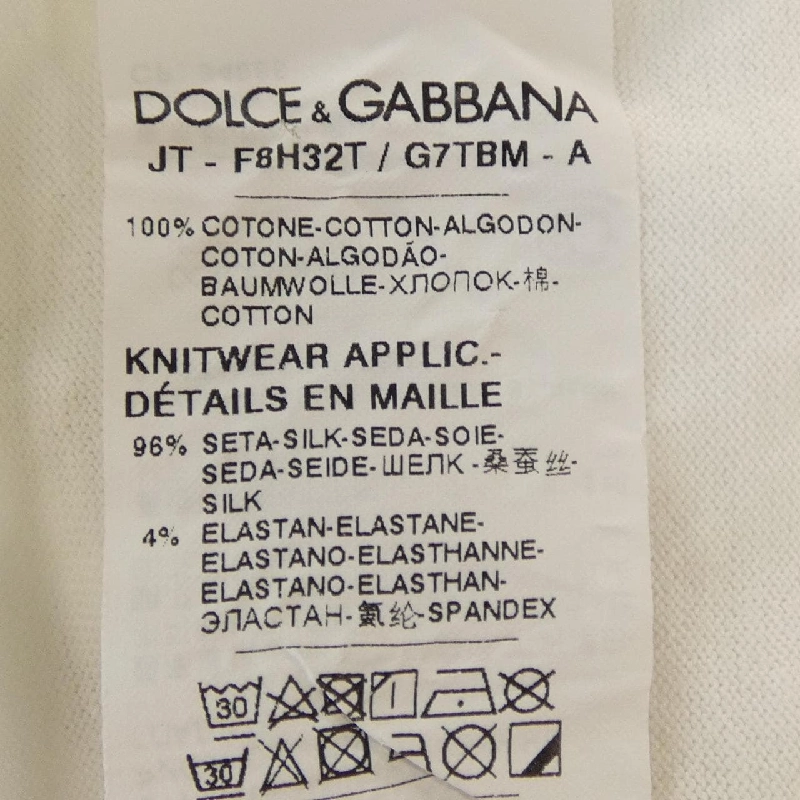 DOLCE & GABBANA
JT - F8H32T / G7TBM - A
100% COTONE-COTTON-ALGODON-
COTON-ALGODÃO-
BAUMWOLLE-ХЛОПОК-棉-
COTTON
KNITWEAR APPLIC.-
DÉTAILS EN MAILLE
96% SETA-SILK-SEDA-SOIE-
SEDA-SEIDE-ШЕЛК-桑蚕丝-
SILK
4% ELASTAN-ELASTANE-
ELASTANO-ELASTHANNE-
ELASTANO-ELASTHAN-
ЭЛАСТАН-氨纶-SPANDEX
30
30